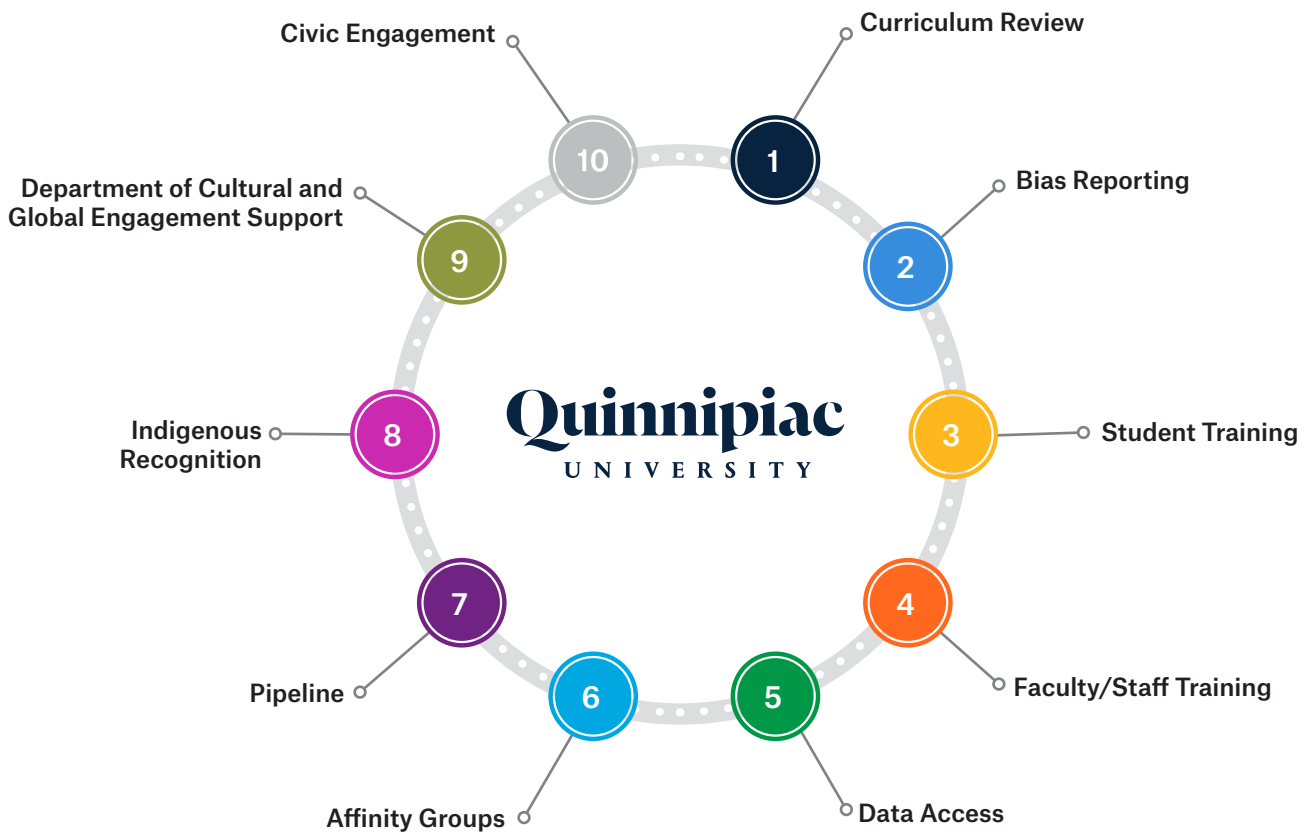 Civic Engagement
10
Curriculum Review
1
Bias Reporting
2
Student Training
3
Faculty/Staff Training
4
Data Access
5
Affinity Groups
6
Pipeline
7
Indigenous
Recognition
8
Department of Cultural and
Global Engagement Support
9
Quinnipiac
UNIVERSITY